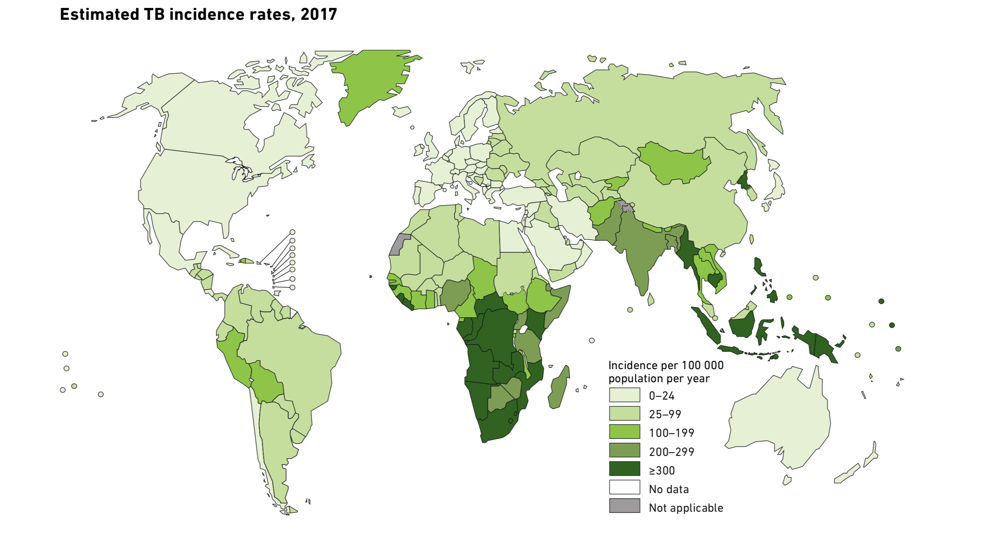 Estimated TB incidence rates, 2017
Incidence per 100 000
population per year
0–24
25–99
100–199
200–299
≥300
No data
Not applicable